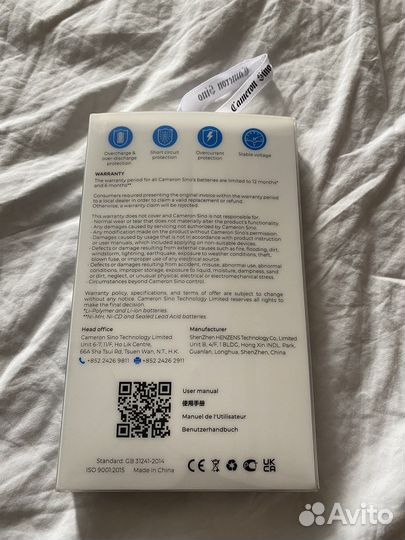 Cameron Sino
Cameron Sino
Overcharge &
over-discharge
protection
Short circuit
protection
Overcurrent
protection
Stable voltage
WARRANTY
The warranty period for all Cameron Sino's batteries are limited to 12 months*
and 6 months**.
Consumers required presenting the original invoice within the warranty period
to a local dealer in order to claim a valid replacement or refund.
Otherwise, a warranty claim will be rejected.
This warranty does not cover and Cameron Sino is not responsible for:
- Normal wear or tear that does not materially alter the product's functionality
- Any damages caused by servicing not authorized by Cameron Sino.
- Any modification made on the product without Cameron Sino's permission.
- Any damages caused by usage that is not in accordance with product instruction
or user manuals, which included applying on non-suitable devices.
- Defects or damage resulting from external causes such as fire, flooding, dirt,
windstorm, lightning, earthquake, exposure to weather conditions, theft,
blown fuse, or improper use of any electrical source.
- Defects or damages resulting from accident, misuse, abnormal use, abnormal
conditions, improper storage, exposure to liquid, moisture, dampness, sand
or dirt, neglect, or unusual physical, electrical or electromechanical stress.
- Circumstances beyond Cameron Sino control.
Warranty policy, specifications, and terms of offer are subject to change
without any notice. Cameron Sino Technology Limited reserves all rights to
make the final decision.
*Li-Polymer and Li-ion batteries
**Ni-MH, Ni-CD and Sealed Lead Acid batteries
Head office
Cameron Sino Technology Limited
Unit 6-7, 11/F, Ho Lik Centre,
66A Sha Tsui Rd, Tsuen Wan, N.T., H.K.
+852 2426 9811
+852 2426 2911
Manufacturer
ShenZhen HENZENS Technology Co., Limited
Unit B, 4/F, 1 BLDG, Hong Xin INDL. Park,
Guanlan, Longhua, ShenZhen, China
User manual
使用手册
Manuel de l'Utilisateur
Benutzerhandbuch
Standard: GB 31241-2014
ISO 9001:2015 Made In China
CE
UK
CA
Avito